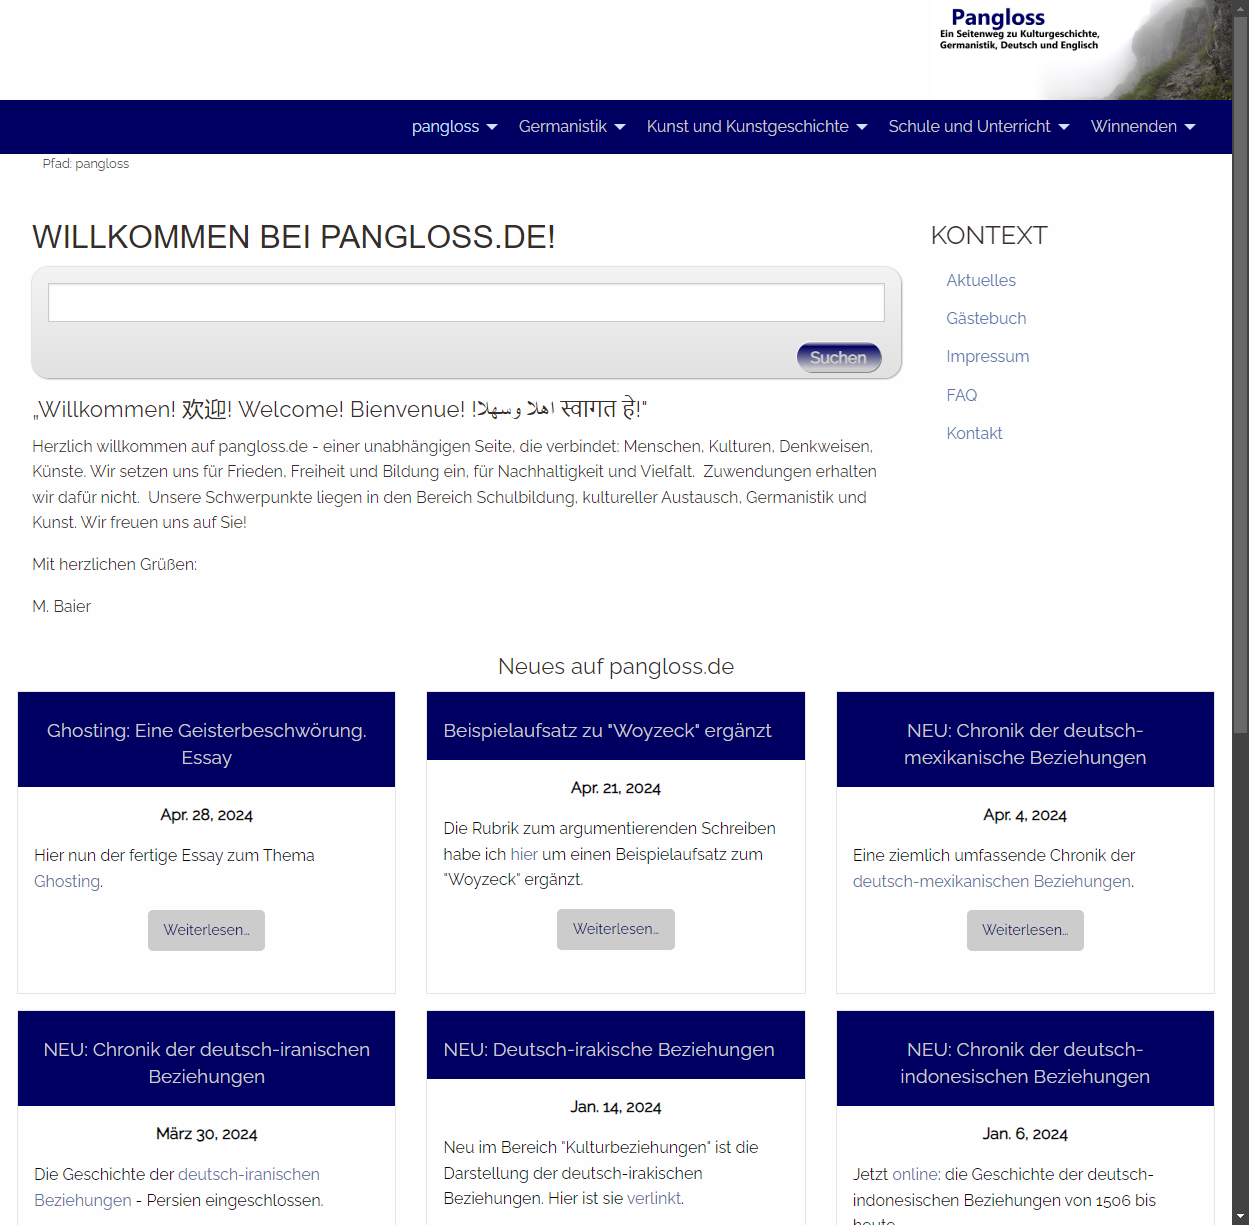 Pangloss
Ein Seitenweg zu Kulturgeschichte,
Germanistik, Deutsch und Englisch
pangloss Germanistik Kunst und Kunstgeschichte Schule und Unterricht Winnenden
Pfad: pangloss
WILLKOMMEN BEI PANGLOSS.DE!
Suchen
„Willkommen! 欢迎! Welcome! Bienvenue! !اهلا وسهلا स्वागत हे!"
Herzlich willkommen auf pangloss.de - einer unabhängigen Seite, die verbindet: Menschen, Kulturen, Denkweisen,
Künste. Wir setzen uns für Frieden, Freiheit und Bildung ein, für Nachhaltigkeit und Vielfalt. Zuwendungen erhalten
wir dafür nicht. Unsere Schwerpunkte liegen in den Bereich Schulbildung, kultureller Austausch, Germanistik und
Kunst. Wir freuen uns auf Sie!
Mit herzlichen Grüßen:
M. Baier
KONTEXT
Aktuelles
Gästebuch
Impressum
FAQ
Kontakt
Neues auf pangloss.de
Ghosting: Eine Geisterbeschwörung.
Essay
Apr. 28, 2024
Hier nun der fertige Essay zum Thema
Ghosting.
Weiterlesen...
Beispielaufsatz zu "Woyzeck" ergänzt
Apr. 21, 2024
Die Rubrik zum argumentierenden Schreiben
habe ich hier um einen Beispielaufsatz zum
"Woyzeck" ergänzt.
Weiterlesen...
NEU: Chronik der deutsch-
mexikanische Beziehungen
Apr. 4, 2024
Eine ziemlich umfassende Chronik der
deutsch-mexikanischen Beziehungen.
Weiterlesen...
NEU: Chronik der deutsch-iranischen
Beziehungen
März 30, 2024
Die Geschichte der deutsch-iranischen
Beziehungen - Persien eingeschlossen.
NEU: Deutsch-irakische Beziehungen
Jan. 14, 2024
Neu im Bereich "Kulturbeziehungen" ist die
Darstellung der deutsch-irakischen
Beziehungen. Hier ist sie verlinkt.
NEU: Chronik der deutsch-
indonesischen Beziehungen
Jan. 6, 2024
Jetzt online: die Geschichte der deutsch-
indonesischen Beziehungen von 1506 bis
heute